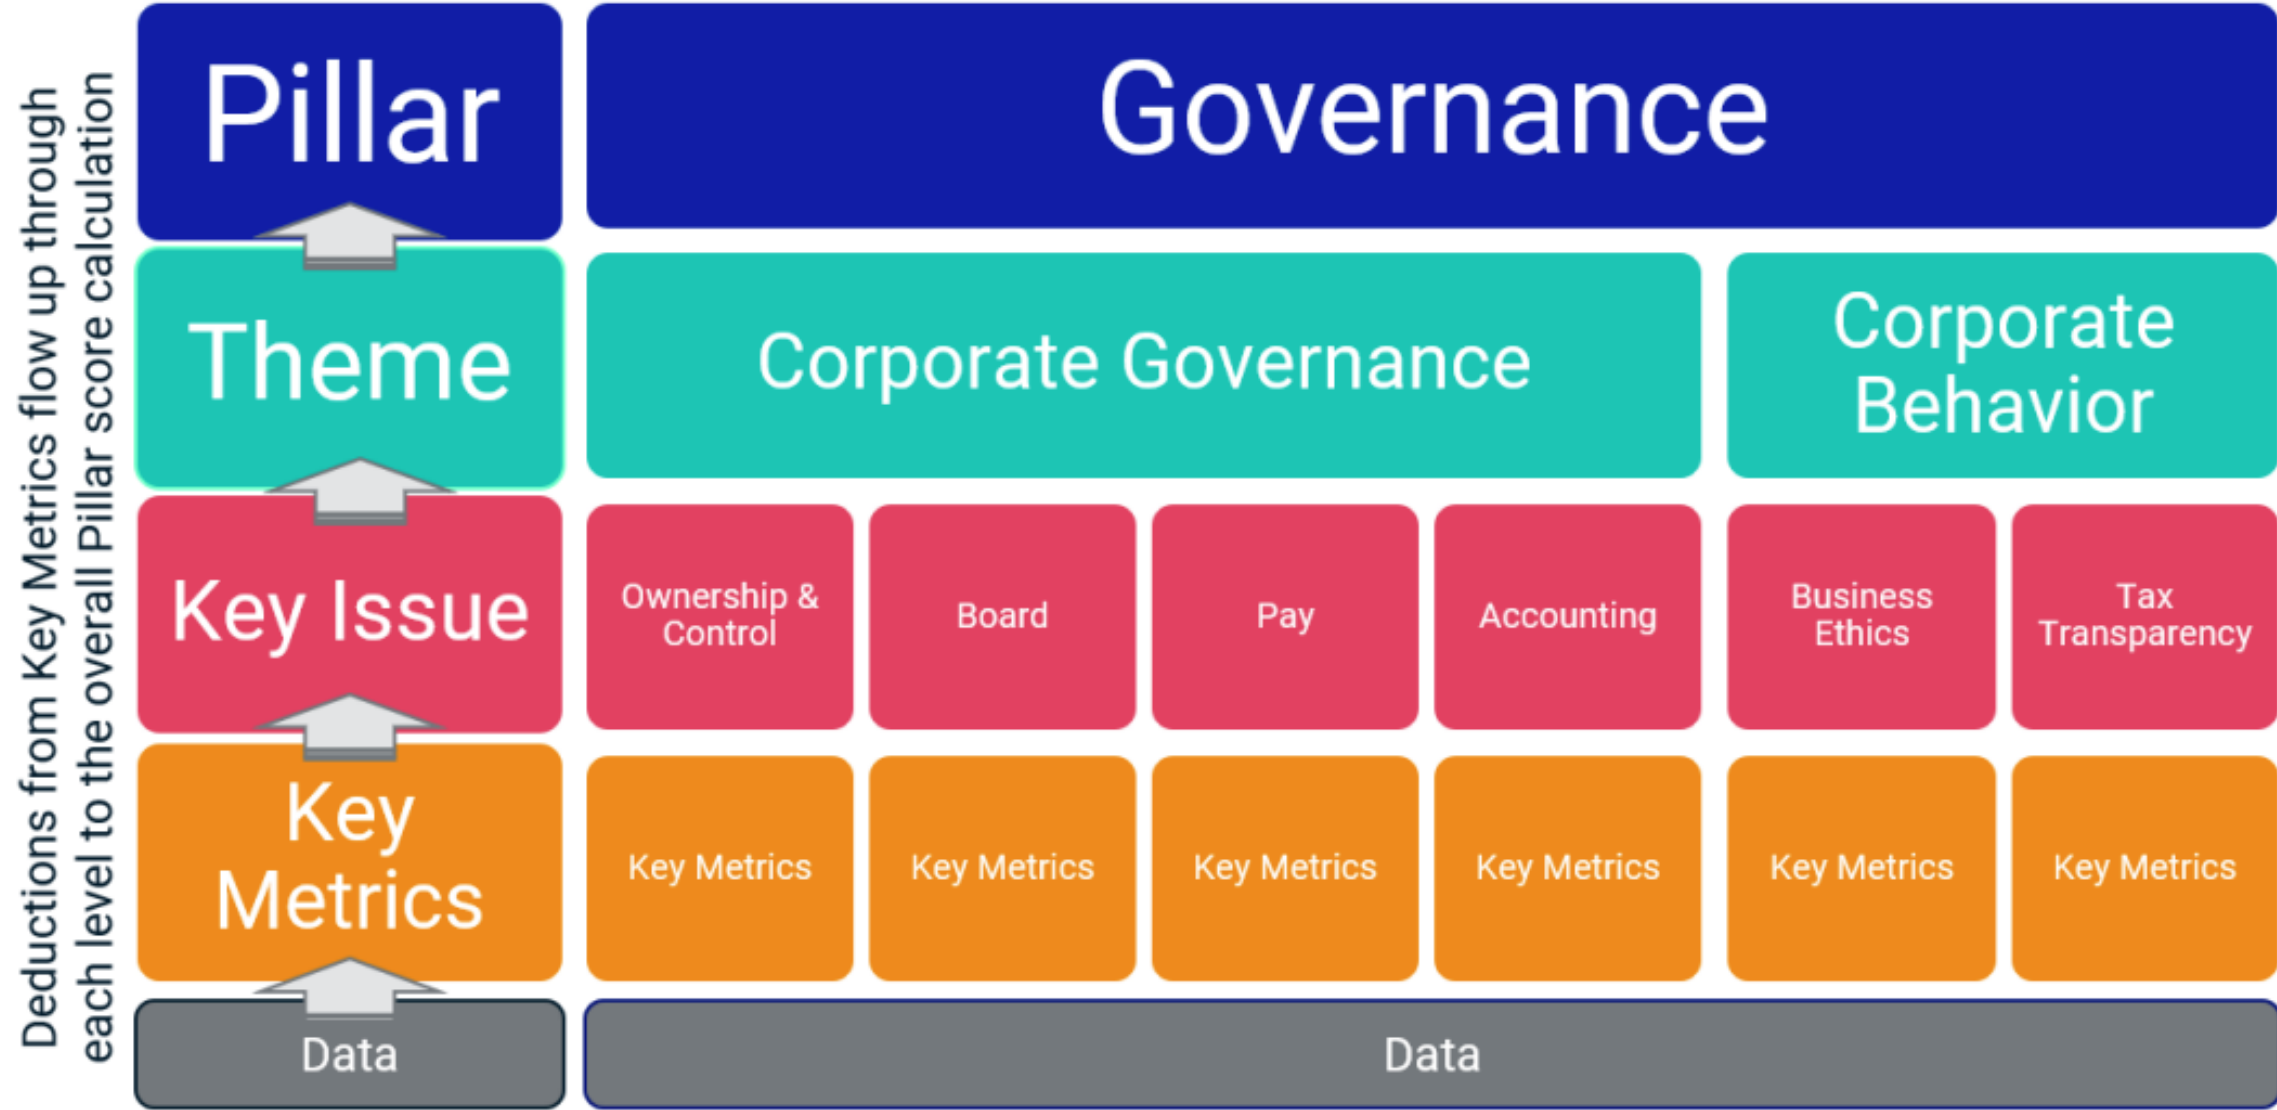 Deductions from Key Metrics flow up through
each level to the overall Pillar score calculation
Pillar
Governance
Theme
Corporate Governance
Corporate
Behavior
Key Issue
Ownership &
Control
Board
Pay
Accounting
Business
Ethics
Tax
Transparency
Key
Metrics
Key Metrics
Key Metrics
Key Metrics
Key Metrics
Key Metrics
Key Metrics
Data
Data